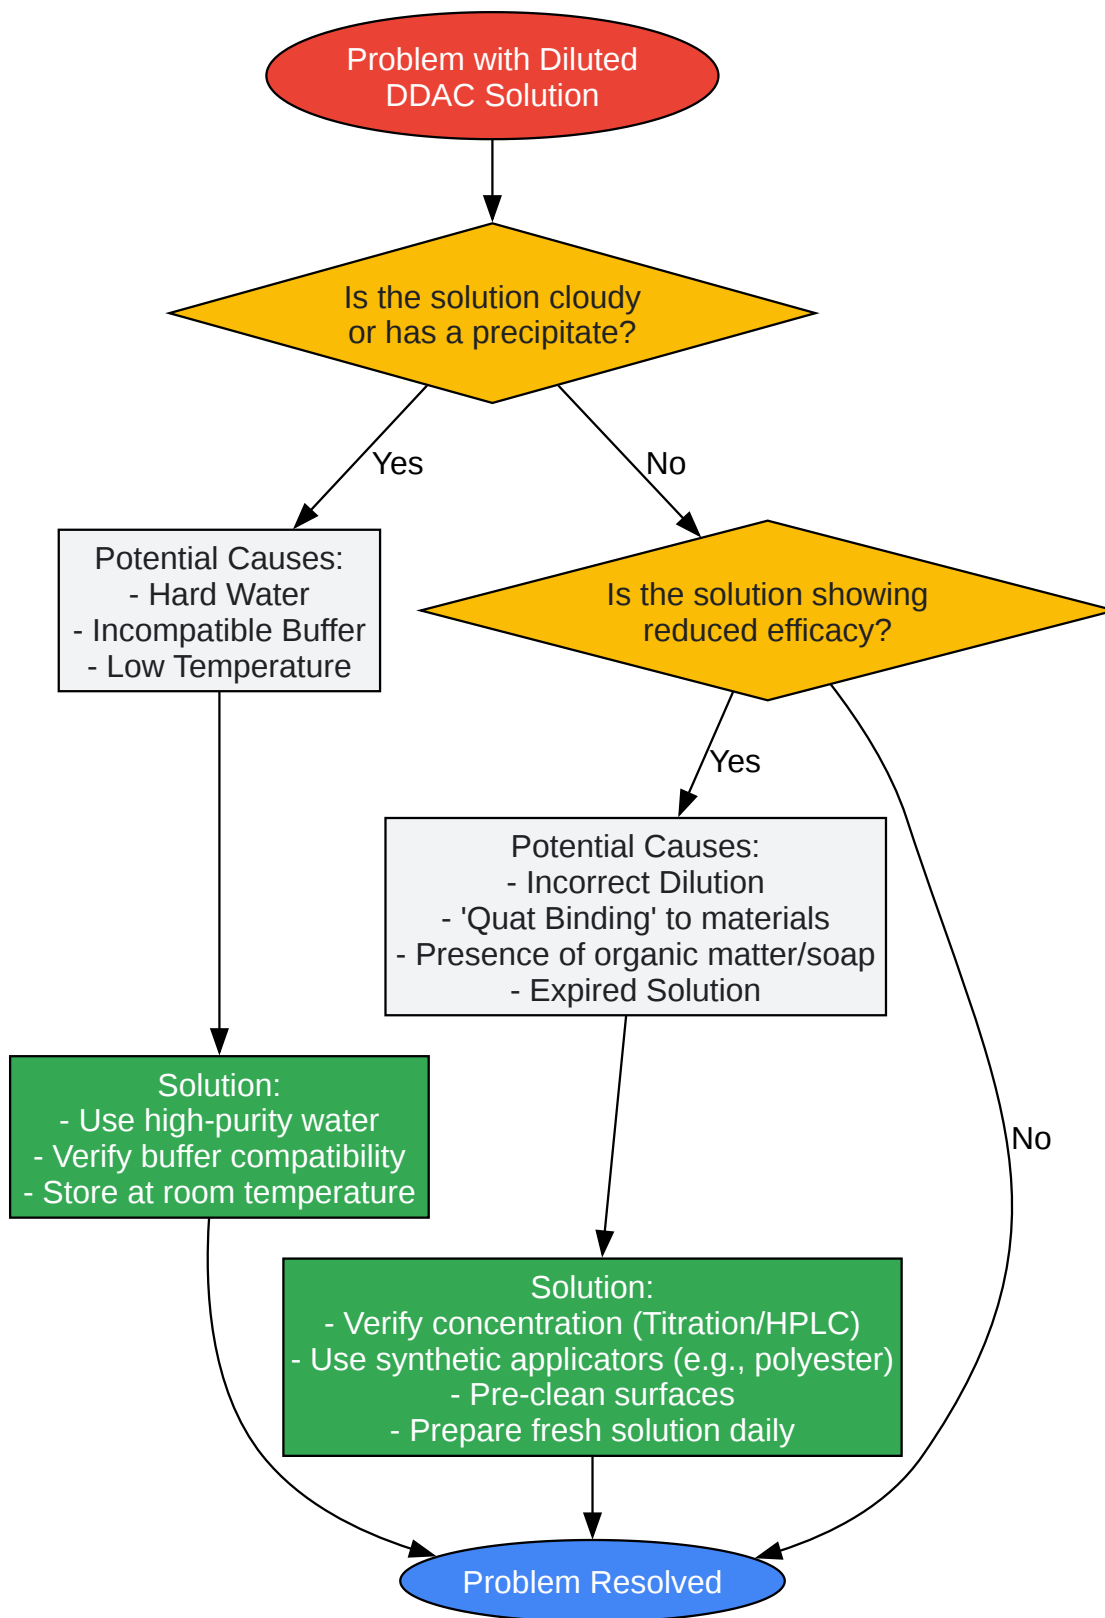 Problem with Diluted
DDAC Solution
Is the solution cloudy
or has a precipitate?
Yes
No
Potential Causes:
- Hard Water
- Incompatible Buffer
- Low Temperature
Is the solution showing
reduced efficacy?
Yes
Potential Causes:
- Incorrect Dilution
- 'Quat Binding' to materials
- Presence of organic matter/soap
- Expired Solution
Solution:
- Use high-purity water
- Verify buffer compatibility
- Store at room temperature
No
Solution:
- Verify concentration (Titration/HPLC)
- Use synthetic applicators (e.g., polyester)
- Pre-clean surfaces
- Prepare fresh solution daily
Problem Resolved